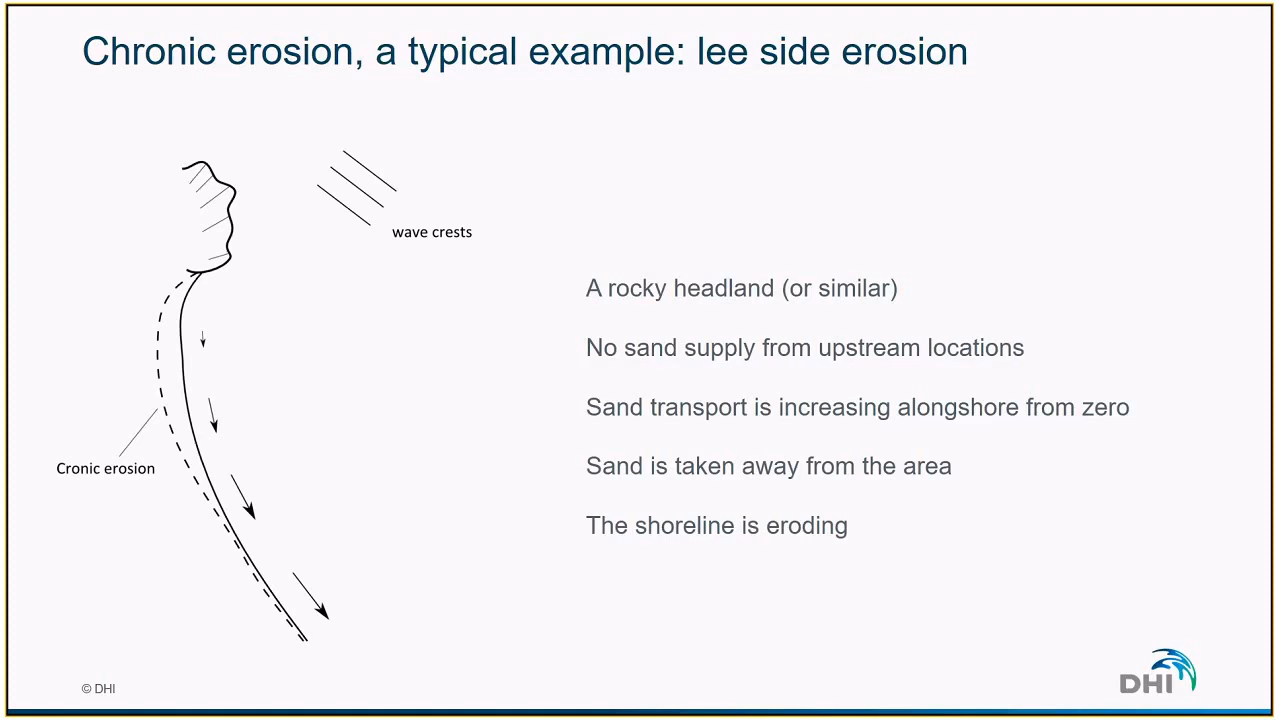 Chronic erosion, a typical example: lee side erosion
wave crests
A rocky headland (or similar)
No sand supply from upstream locations
Sand transport is increasing alongshore from zero
Cronic erosion
Sand is taken away from the area
The shoreline is eroding
© DHI
DHI